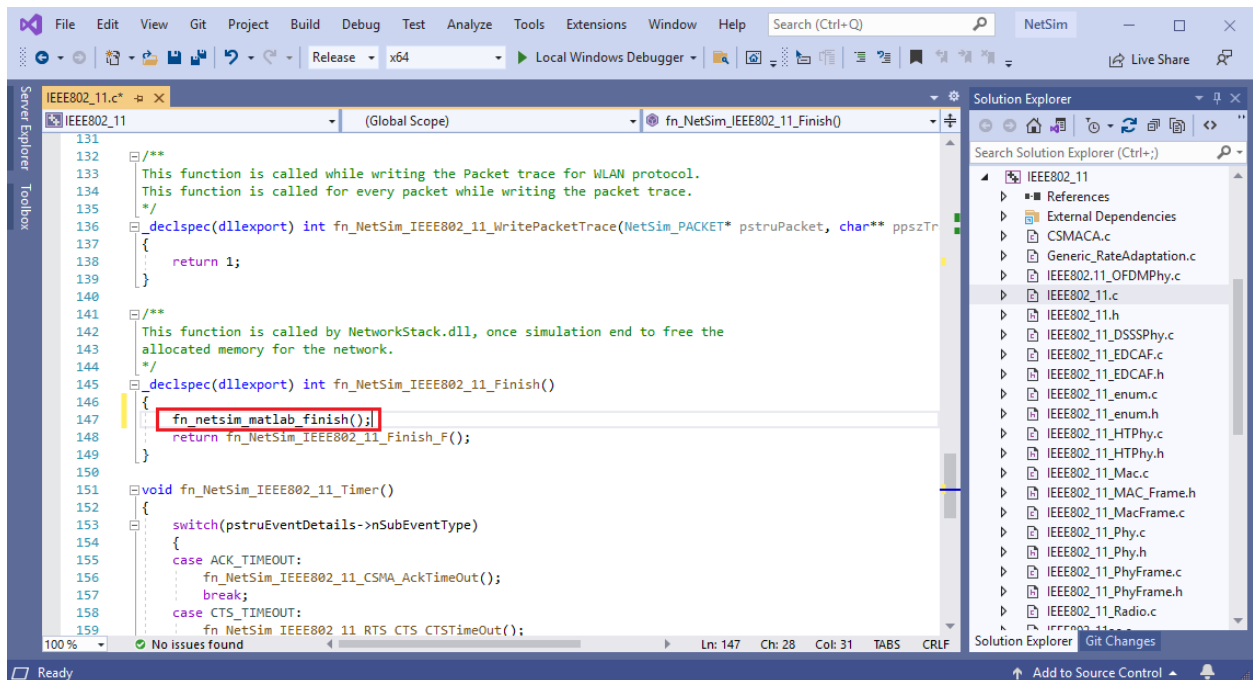 File Edit View Git Project Build Debug Test Analyze Tools Extensions Window Help Search (Ctrl+Q) NetSim
Release x64 Local Windows Debugger Live Share
Server Explorer
Toolbox
IEEE802_11.c*
IEEE802_11 (Global Scope) fn_NetSim_IEEE802_11_Finish()
131
132 /**
133 This function is called while writing the Packet trace for WLAN protocol.
134 This function is called for every packet while writing the packet trace.
135 */
136 _declspec(dllexport) int fn_NetSim_IEEE802_11_WritePacketTrace(NetSim_PACKET* pstruPacket, char** ppszTr
137 {
138 return 1;
139 }
140
141 /**
142 This function is called by NetworkStack.dll, once simulation end to free the
143 allocated memory for the network.
144 */
145 _declspec(dllexport) int fn_NetSim_IEEE802_11_Finish()
146 {
147 fn_netsim_matlab_finish();
148 return fn_NetSim_IEEE802_11_Finish_F();
149 }
150
151 void fn_NetSim_IEEE802_11_Timer()
152 {
153 switch(pstruEventDetails->nSubEventType)
154 {
155 case ACK_TIMEOUT:
156 fn_NetSim_IEEE802_11_CSMA_AckTimeOut();
157 break;
158 case CTS_TIMEOUT:
159 fn_NetSim_IEEE802_11_RTS_CTS_CTSTimeOut();
100 % No issues found Ln: 147 Ch: 28 Col: 31 TABS CRLF
Solution Explorer
Search Solution Explorer (Ctrl+;)
IEEE802_11
References
External Dependencies
CSMACA.c
Generic_RateAdaptation.c
IEEE802.11_OFDMPhy.c
IEEE802_11.c
IEEE802_11.h
IEEE802_11_DSSSPhy.c
IEEE802_11_EDCAF.c
IEEE802_11_EDCAF.h
IEEE802_11_enum.c
IEEE802_11_enum.h
IEEE802_11_HTPhy.c
IEEE802_11_HTPhy.h
IEEE802_11_Mac.c
IEEE802_11_MAC_Frame.h
IEEE802_11_MacFrame.c
IEEE802_11_Phy.c
IEEE802_11_Phy.h
IEEE802_11_PhyFrame.c
IEEE802_11_PhyFrame.h
IEEE802_11_Radio.c
Solution Explorer Git Changes
Ready Add to Source Control